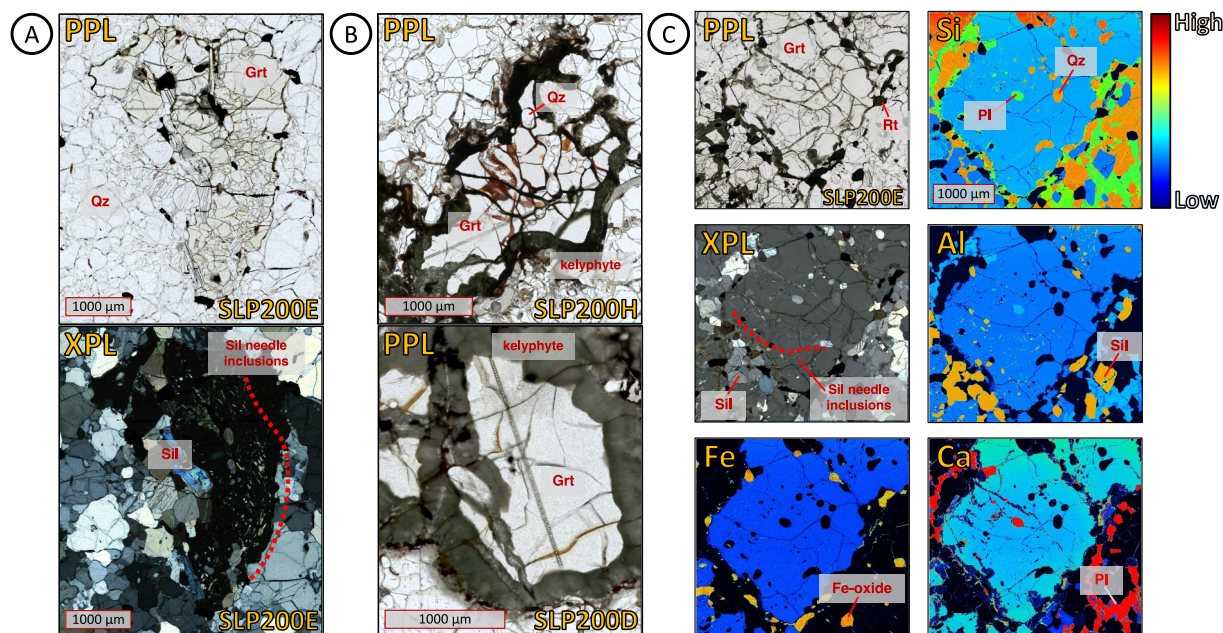 A
PPL
Grt
Qz
1000 µm
SLP200E
XPL
Sil needle
inclusions
Sil
1000 µm
SLP200E
B
PPL
Qz
Grt
kelyphyte
1000 µm
SLP200H
PPL
kelyphyte
Grt
1000 µm
SLP200D
C
PPL
Grt
Rt
SLP200E
Si
Qz
Pl
1000 µm
High
Low
XPL
Sil
Sil needle
inclusions
Al
Sil
Fe
Fe-oxide
Ca
Pl